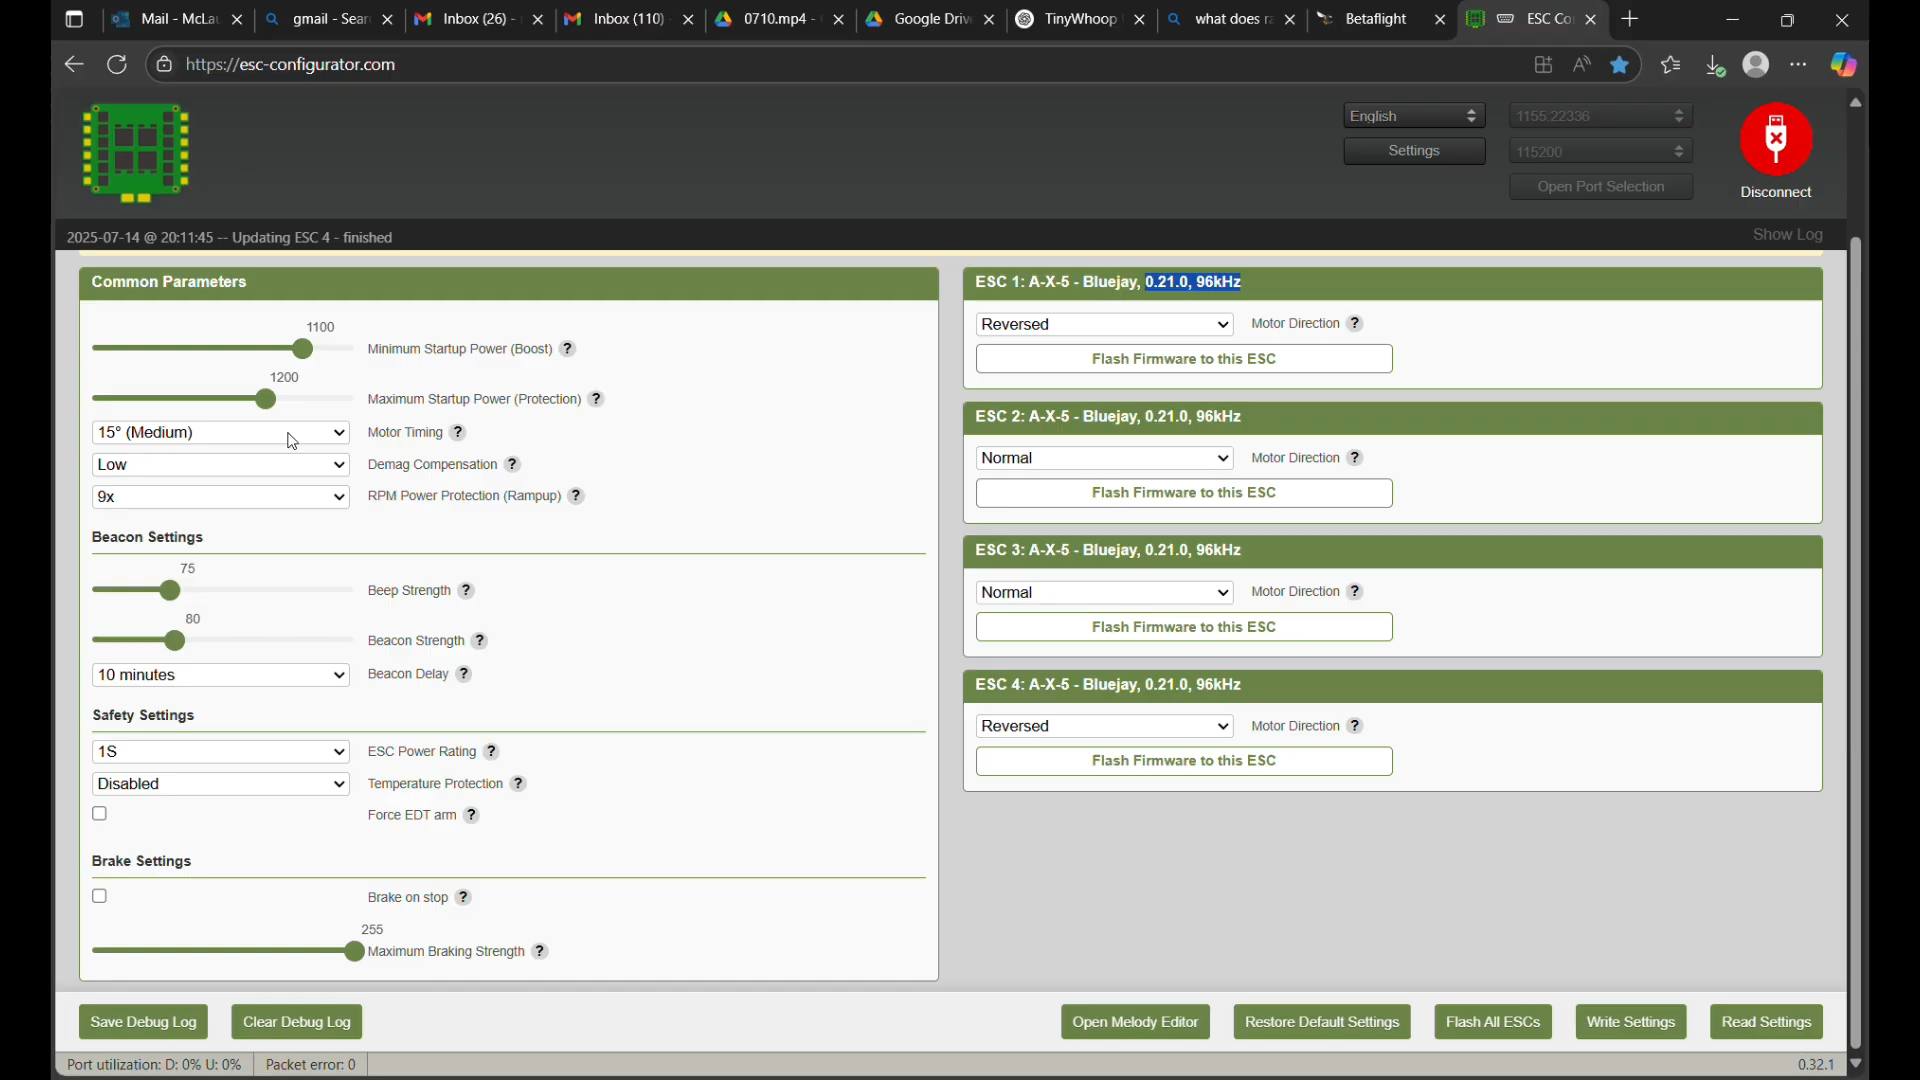 Mail - McLau
gmail - Sear
Inbox (26) -
Inbox (110)
0710.mp4 -
Google Driv
TinyWhoop
what does ra
Betaflight
ESC Co
https://esc-configurator.com
English
1155:22336
Settings
115200
Open Port Selection
Disconnect
2025-07-14 @ 20:11:45 -- Updating ESC 4 - finished
Show Log
Common Parameters
1100
Minimum Startup Power (Boost) ?
1200
Maximum Startup Power (Protection) ?
15° (Medium) Motor Timing ?
Low Demag Compensation ?
9x RPM Power Protection (Rampup) ?
Beacon Settings
75
Beep Strength ?
80
Beacon Strength ?
10 minutes Beacon Delay ?
Safety Settings
1S ESC Power Rating ?
Disabled Temperature Protection ?
Force EDT arm ?
Brake Settings
Brake on stop ?
255
Maximum Braking Strength ?
ESC 1: A-X-5 - Bluejay, 0.21.0, 96kHz
Reversed Motor Direction ?
Flash Firmware to this ESC
ESC 2: A-X-5 - Bluejay, 0.21.0, 96kHz
Normal Motor Direction ?
Flash Firmware to this ESC
ESC 3: A-X-5 - Bluejay, 0.21.0, 96kHz
Normal Motor Direction ?
Flash Firmware to this ESC
ESC 4: A-X-5 - Bluejay, 0.21.0, 96kHz
Reversed Motor Direction ?
Flash Firmware to this ESC
Save Debug Log
Clear Debug Log
Open Melody Editor
Restore Default Settings
Flash All ESCs
Write Settings
Read Settings
Port utilization: D: 0% U: 0%
Packet error: 0
0.32.1